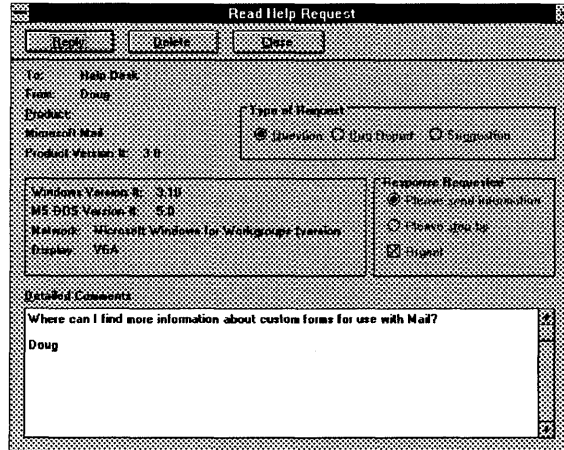 Read Help Request
Reply Delete Close
To: Help Desk
From: Doug
Product:
Microsoft Mail
Product Version #: 3.0
Type of Request
Question Bug Report Suggestion
Windows Version #: 3.10
MS-DOS Version #: 5.0
Network: Microsoft Windows for Workgroups (version
Display: VGA
Response Requested
Please send information
Please stop by
Urgent
Detailed Comments
Where can I find more information about custom forms for use with Mail?
Doug